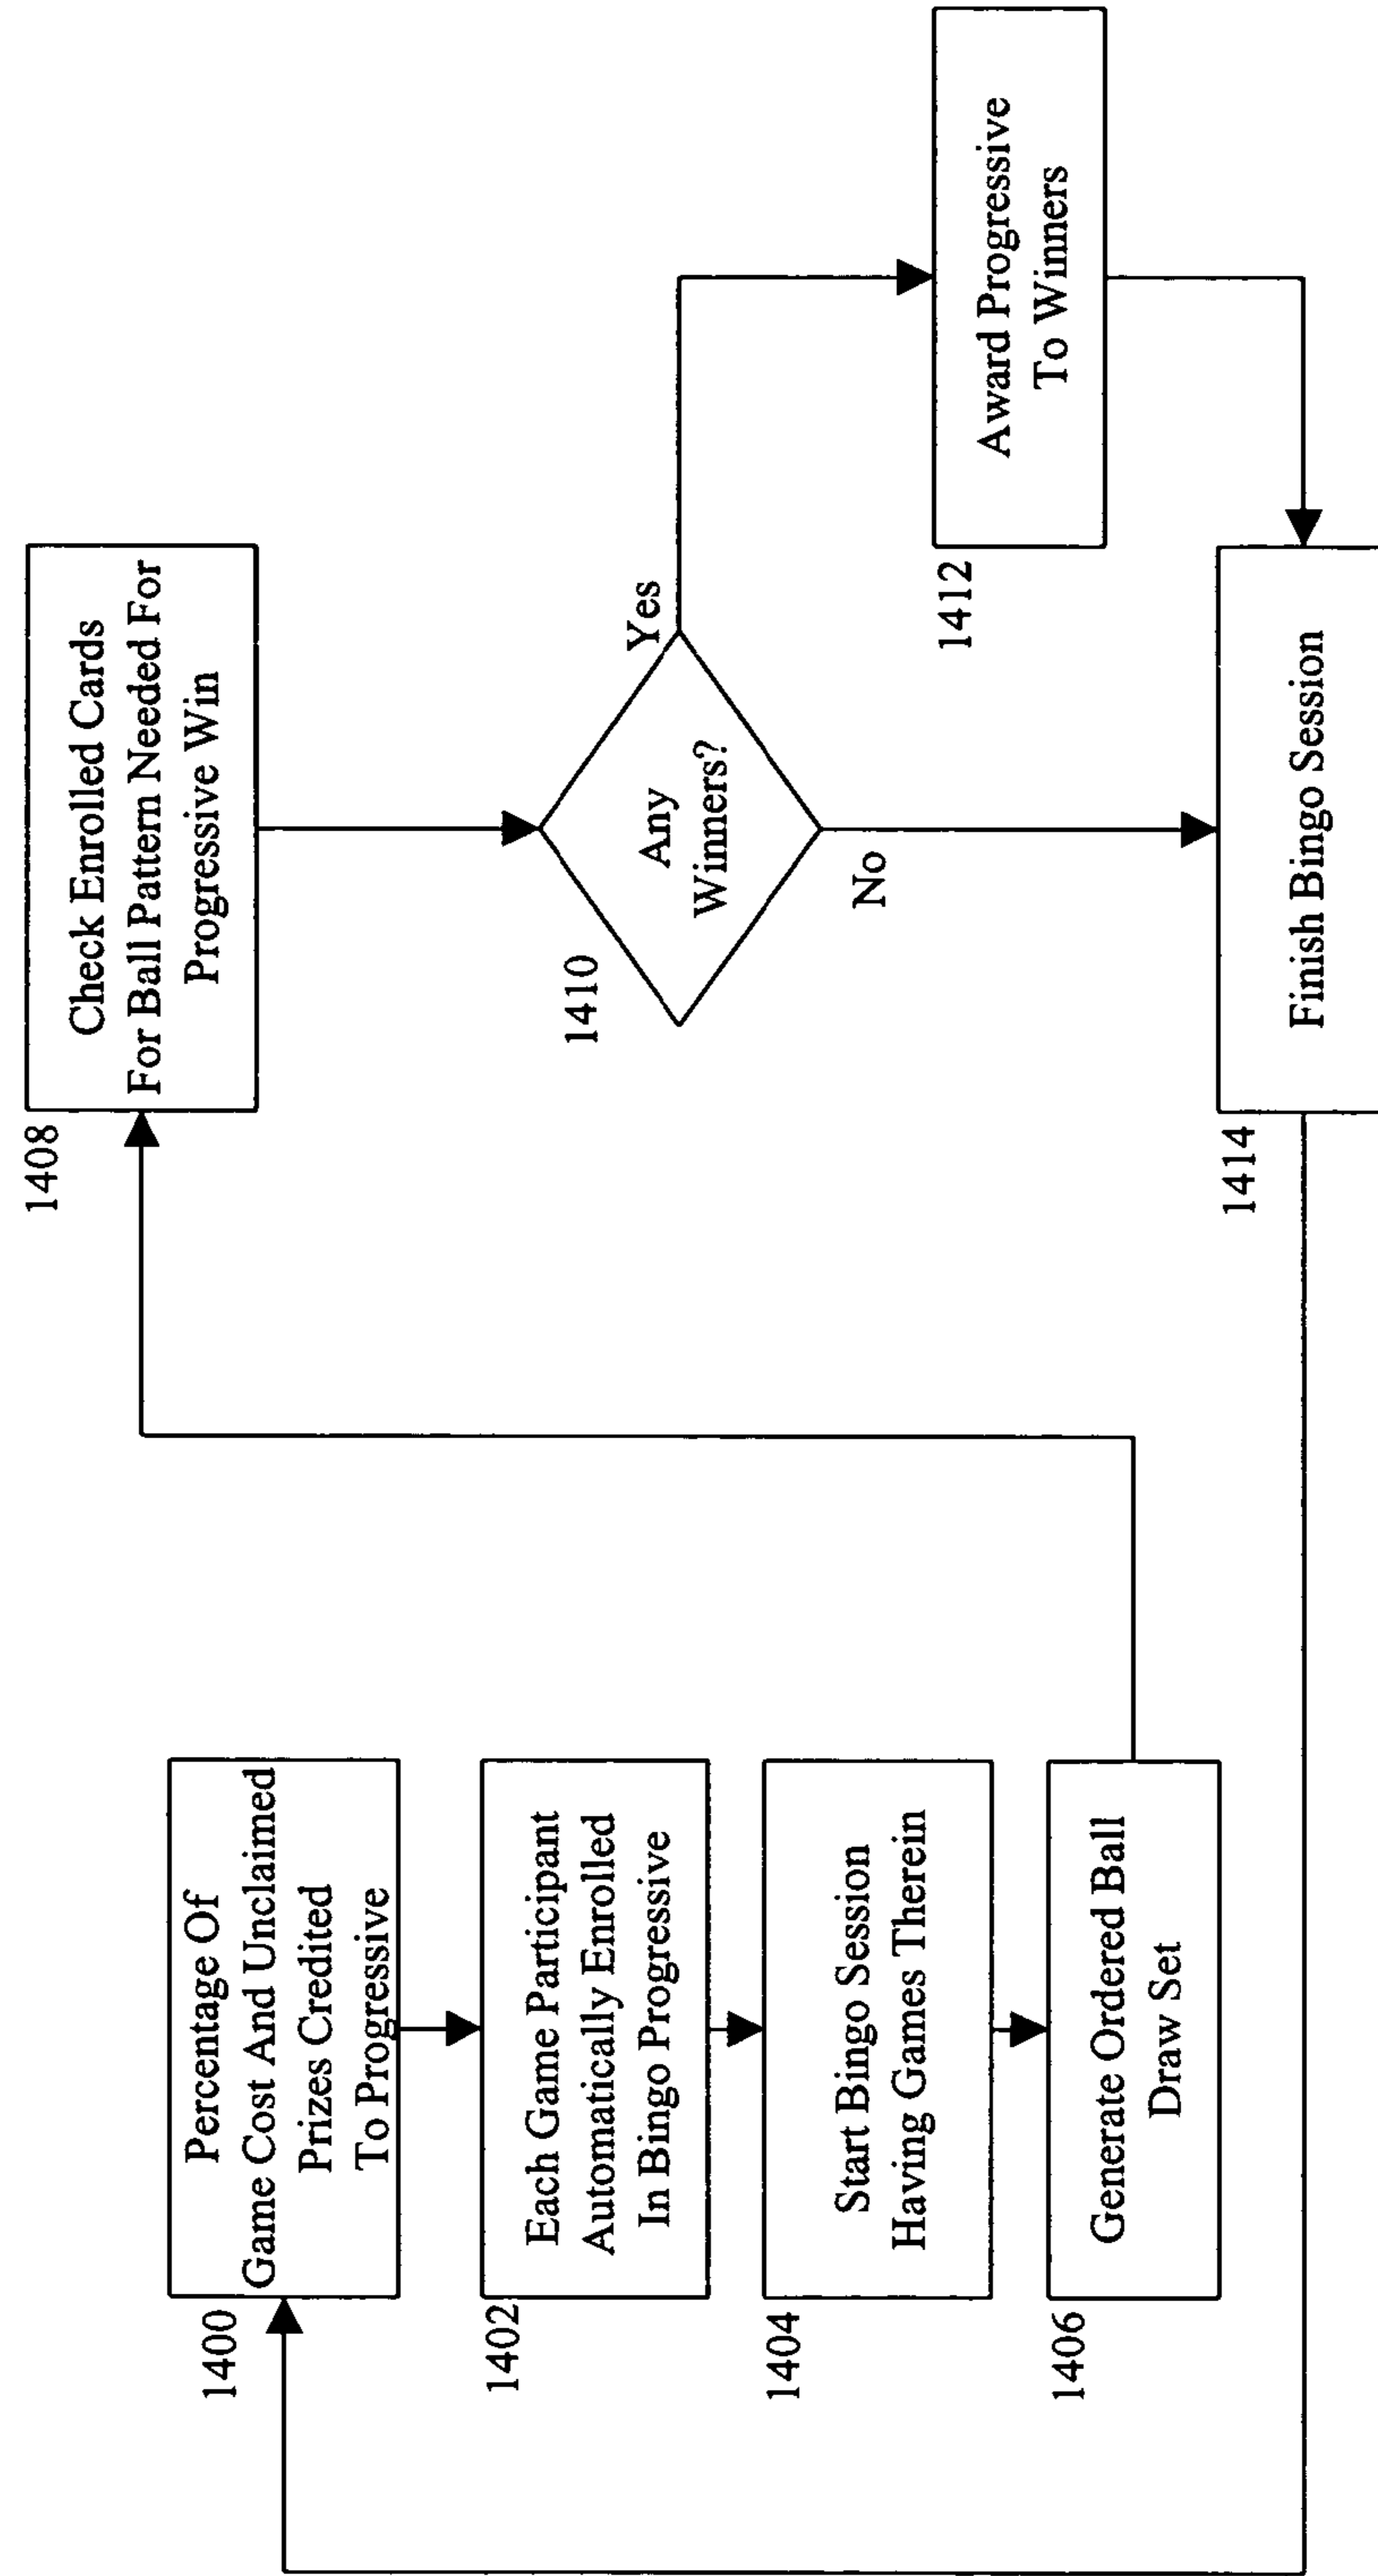 1400
Percentage Of
Game Cost And Unclaimed
Prizes Credited
To Progressive
1402
Each Game Participant
Automatically Enrolled
In Bingo Progressive
1404
Start Bingo Session
Having Games Therein
1406
Generate Ordered Ball
Draw Set
1408
Check Enrolled Cards
For Ball Pattern Needed For
Progressive Win
1410
Any
Winners?
Yes
No
1412
Award Progressive
To Winners
1414
Finish Bingo Session